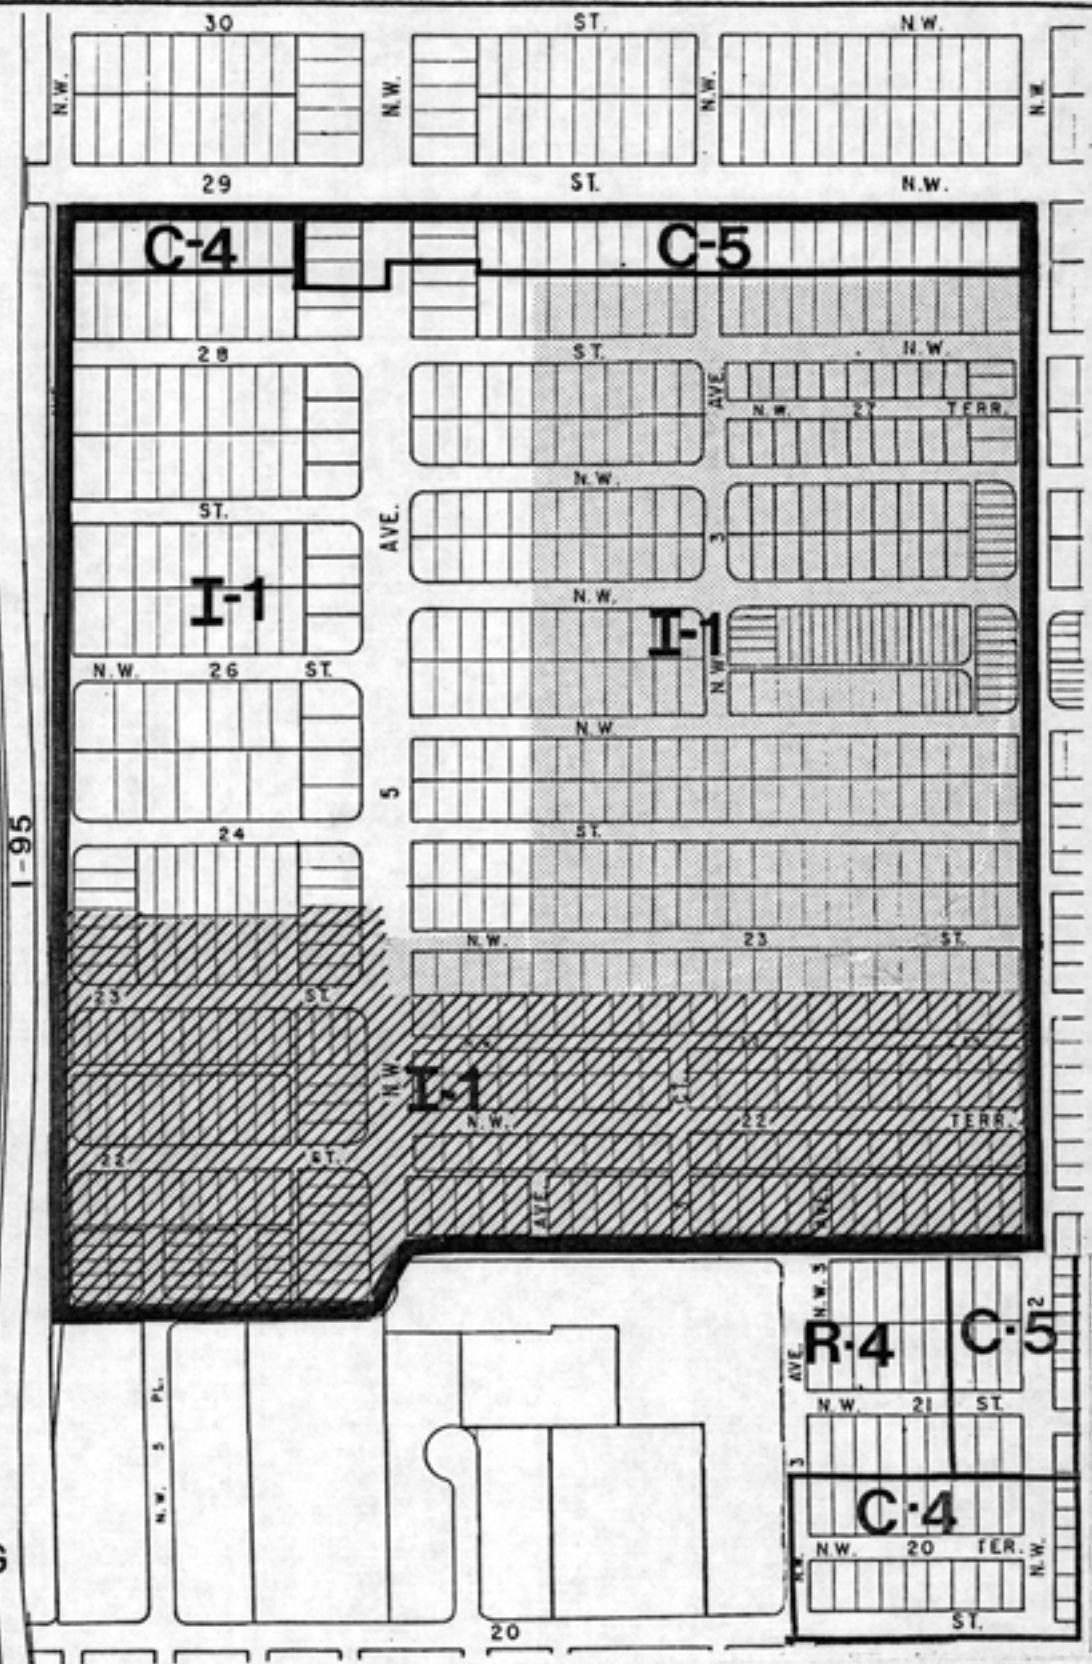 30 ST. N.W.
N.W. N.W. N.W. N.W.
29 ST. N.W.
C-4 C-5
28 ST. N.W.
AVE.
N.W. 27 TERR.
N.W.
ST.
AVE.
3
N.W.
I-1 I-1
N.W. 26 ST.
N.W
N.W
5
I-95
24 ST.
N.W. 23 ST.
23 ST.
N.W.
I-1
CT.
N.W. 22 TERR.
22 ST.
AVE. 3 AVE.
N.W. 3
2
R·4 C·5
AVE.
N.W. 5 PL.
N.W. 21 ST.
3
C·4
N.W. 20 TER.
N.W. N.W.
ST.
20